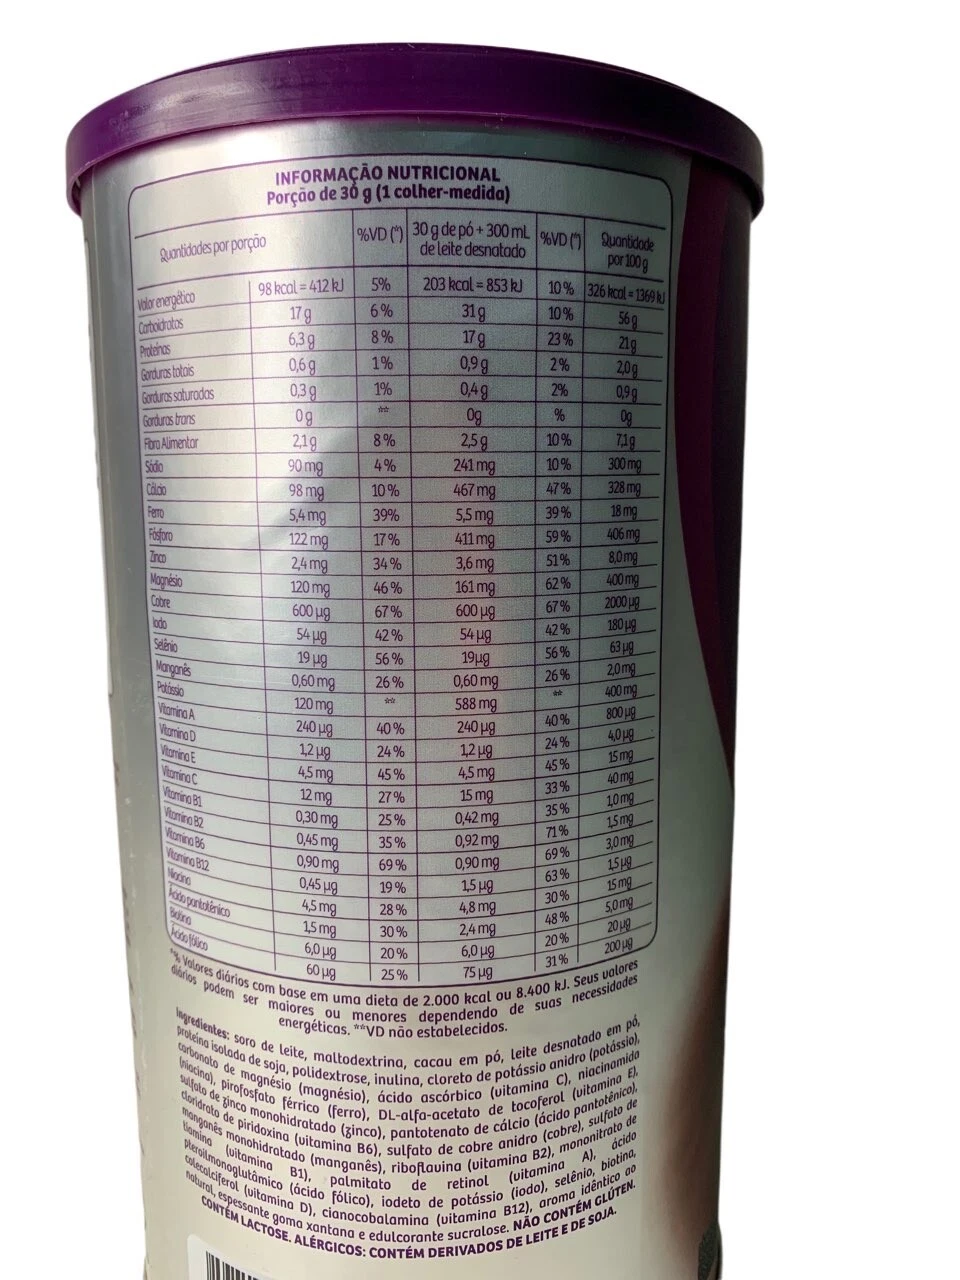 INFORMAÇÃO NUTRICIONAL
Porção de 30 g (1 colher-medida)
Quantidades por porção %VD (*) 30 g de pó + 300 mL de leite desnatado %VD (*) Quantidade por 100 g
Valor energético 98 kcal = 412 kJ 5% 203 kcal = 853 kJ 10% 326 kcal = 1369 kJ
Carboidratos 17 g 6% 31 g 10% 56 g
Proteínas 6,3 g 8% 17 g 23% 21 g
Gorduras totais 0,6 g 1% 0,9 g 2% 2,0 g
Gorduras saturadas 0,3 g 1% 0,4 g 2% 0,9 g
Gorduras trans 0 g ** 0g % 0g
Fibra Alimentar 2,1 g 8% 2,5 g 10% 7,1 g
Sódio 90 mg 4% 241 mg 10% 300 mg
Cálcio 98 mg 10% 467 mg 47% 328 mg
Ferro 5,4 mg 39% 5,5 mg 39% 18 mg
Fósforo 122 mg 17% 411 mg 59% 406 mg
Zinco 2,4 mg 34% 3,6 mg 51% 8,0 mg
Magnésio 120 mg 46% 161 mg 62% 400 mg
Cobre 600 µg 67% 600 µg 67% 2000 µg
Iodo 54 µg 42% 54 µg 42% 180 µg
Selênio 19 µg 56% 19µg 56% 63 µg
Manganês 0,60 mg 26% 0,60 mg 26% 2,0 mg
Potássio 120 mg ** 588 mg ** 400 mg
Vitamina A 240 µg 40% 240 µg 40% 800 µg
Vitamina D 1,2 µg 24% 1,2 µg 24% 4,0 µg
Vitamina E 4,5 mg 45% 4,5 mg 45% 15 mg
Vitamina C 12 mg 27% 15 mg 33% 40 mg
Vitamina B1 0,30 mg 25% 0,42 mg 35% 1,0 mg
Vitamina B2 0,45 mg 35% 0,92 mg 71% 1,5 mg
Vitamina B6 0,90 mg 69% 0,90 mg 69% 3,0 mg
Vitamina B12 0,45 µg 19% 1,5 µg 63% 1,5 µg
Niacina 4,5 mg 28% 4,8 mg 30% 15 mg
Ácido pantotênico 1,5 mg 30% 2,4 mg 48% 5,0 mg
Biotina 6,0 µg 20% 6,0 µg 20% 20 µg
Ácido fólico 60 µg 25% 75 µg 31% 200 µg
*% Valores diários com base em uma dieta de 2.000 kcal ou 8.400 kJ. Seus valores
diários podem ser maiores ou menores dependendo de suas necessidades
energéticas. **VD não estabelecidos.
Ingredientes: soro de leite, maltodextrina, cacau em pó, leite desnatado em pó,
proteína isolada de soja, polidextrose, inulina, cloreto de potássio anidro (potássio),
carbonato de magnésio (magnésio), ácido ascórbico (vitamina C), niacinamida
(niacina), pirofosfato férrico (ferro), DL-alfa-acetato de tocoferol (vitamina E),
sulfato de zinco monohidratado (zinco), pantotenato de cálcio (ácido pantotênico),
cloridrato de piridoxina (vitamina B6), sulfato de cobre anidro (cobre), sulfato de
manganês monohidratado (manganês), riboflavina (vitamina B2), mononitrato de
tiamina (vitamina B1), palmitato de retinol (vitamina A), ácido
pteroilmonoglutâmico (ácido fólico), iodeto de potássio (iodo), selênio, biotina,
colecalciferol (vitamina D), cianocobalamina (vitamina B12), aroma idêntico ao
natural, espessante goma xantana e edulcorante sucralose. NÃO CONTÉM GLÚTEN.
CONTÉM LACTOSE. ALÉRGICOS: CONTÉM DERIVADOS DE LEITE E DE SOJA.